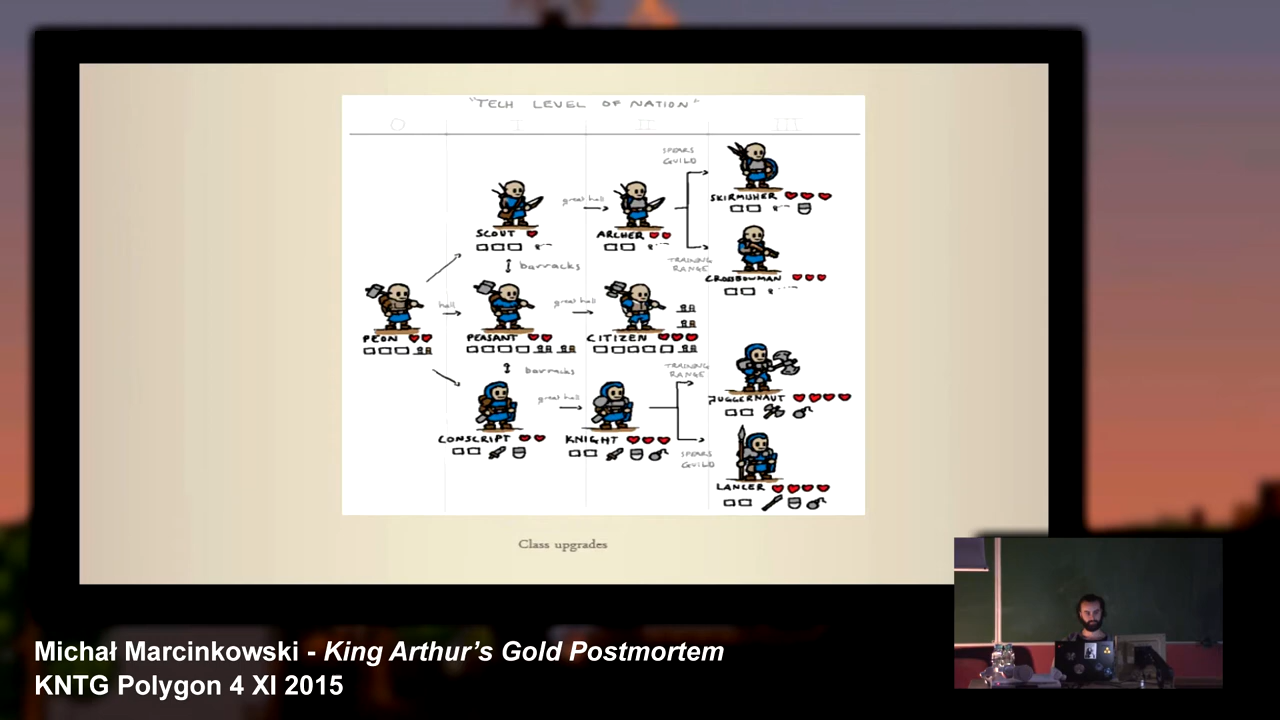 "TECH LEVEL OF NATION"
O I II III
SPEARS
GUILD
SKIRMISHER
great hall
SCOUT
ARCHER
TRAINING
RANGE
CROSSBOWMAN
barracks
hall
great hall
PEON
PEASANT
CITIZEN
TRAINING
RANGE
barracks
great hall
JUGGERNAUT
CONSCRIPT
KNIGHT
SPEARS
GUILD
LANCER
Class upgrades
Michał Marcinkowski - King Arthur's Gold Postmortem
KNTG Polygon 4 XI 2015